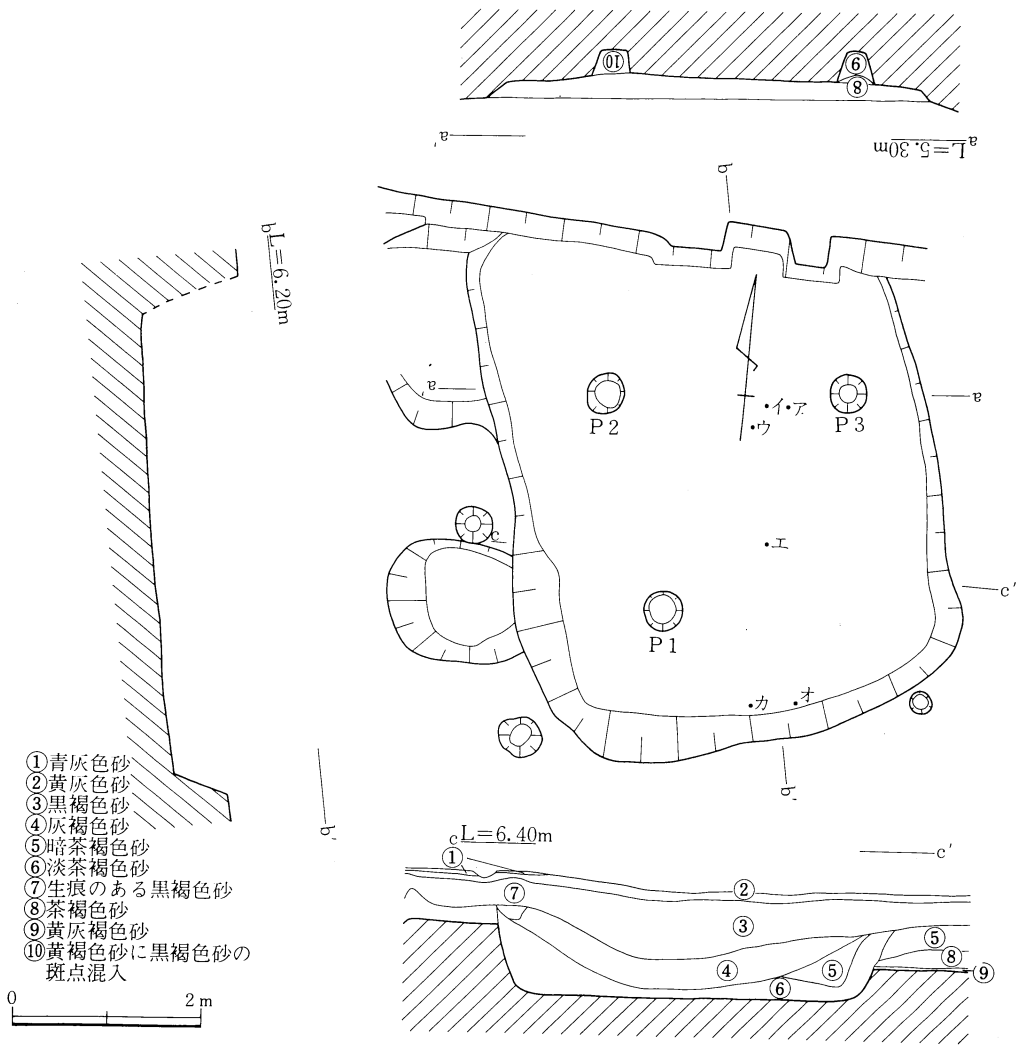 ⑩
⑨
⑧
a'
a
L=5.30m
b
b
L=6.20m
a
a
イ
ア
ウ
P2
P3
c
エ
c'
P1
カ
オ
b'
b'
①青灰色砂
②黄灰色砂
③黒褐色砂
④灰褐色砂
⑤暗茶褐色砂
⑥淡茶褐色砂
⑦生痕のある黒褐色砂
⑧茶褐色砂
⑨黄灰褐色砂
⑩黄褐色砂に黒褐色砂の
斑点混入
0 2m
c L=6.40m
c'
①
⑦
②
③
④
⑤
⑥
⑤
⑧
⑨